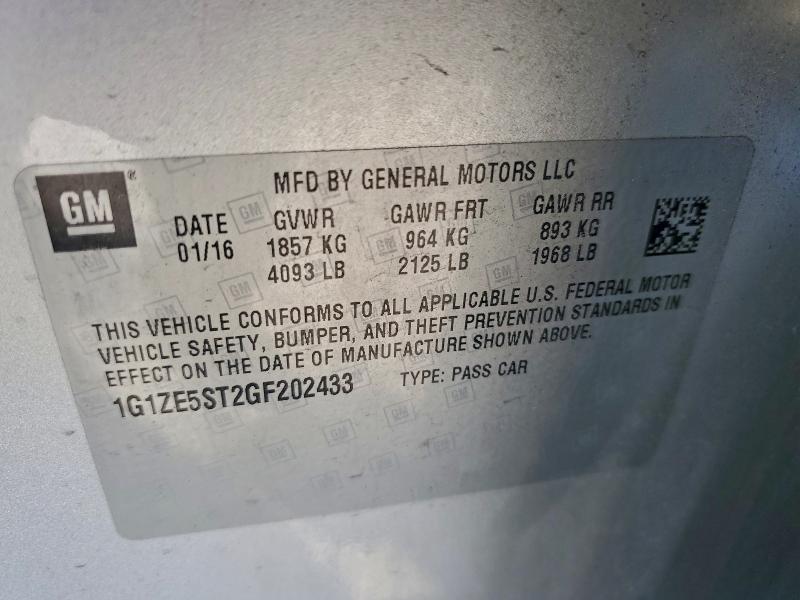 GM®
MFD BY GENERAL MOTORS LLC
DATE GVWR GAWR FRT GAWR RR
01/16 1857 KG 964 KG 893 KG
4093 LB 2125 LB 1968 LB
THIS VEHICLE CONFORMS TO ALL APPLICABLE U.S. FEDERAL MOTOR
VEHICLE SAFETY, BUMPER, AND THEFT PREVENTION STANDARDS IN
EFFECT ON THE DATE OF MANUFACTURE SHOWN ABOVE.
1G1ZE5ST2GF202433 TYPE: PASS CAR